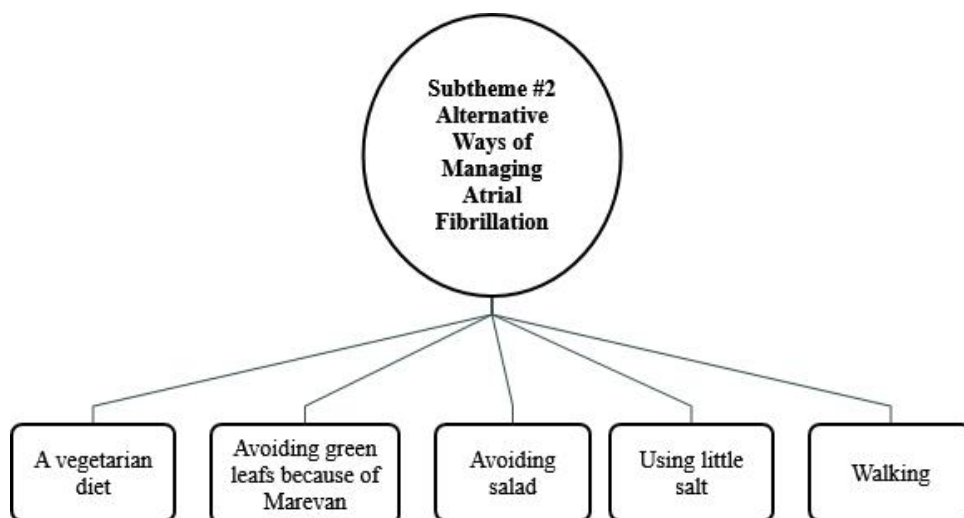 Subtheme #2
Alternative
Ways of
Managing
Atrial
Fibrillation
A vegetarian
diet
Avoiding green
leafs because of
Marevan
Avoiding
salad
Using little
salt
Walking